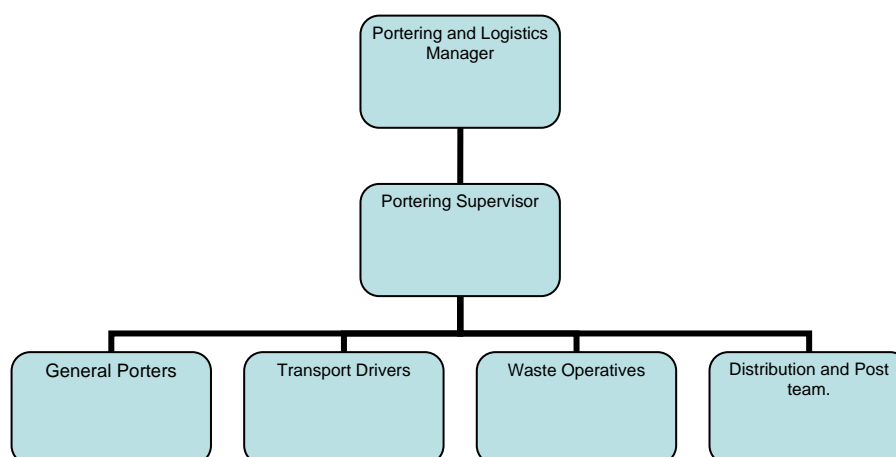 Portering and Logistics
Manager
Portering Supervisor
General Porters
Transport Drivers
Waste Operatives
Distribution and Post
team.